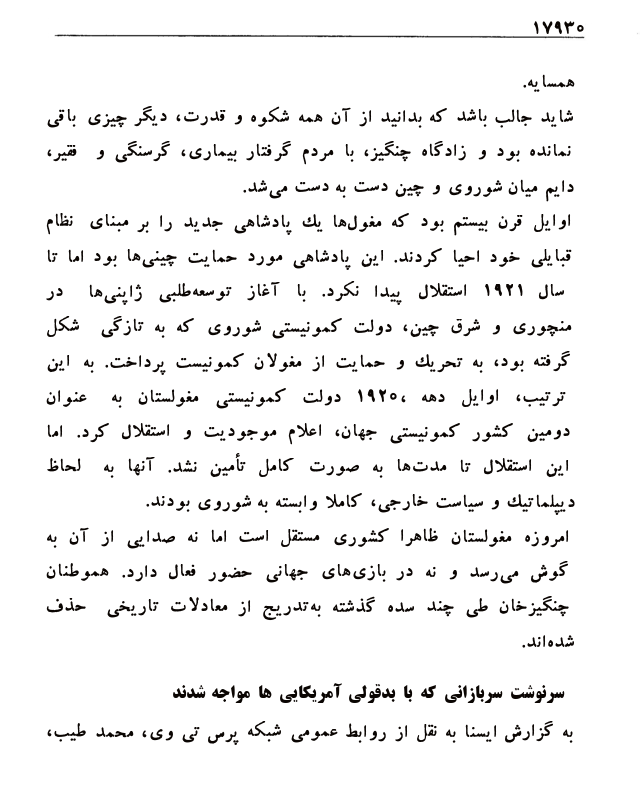 ۱۷۹۳۰
همسایه.
شاید جالب باشد که بدانید از آن همه شکوه و قدرت، دیگر چیزی باقی
نمانده بود و زادگاه چنگیز، با مردم گرفتار بیماری، گرسنگی و فقیر،
دایم میان شوروی و چین دست به دست می‌شد.
اوایل قرن بیستم بود که مغول‌ها یك پادشاهی جدید را بر مبنای نظام
قبایلی خود احیا کردند. این پادشاهی مورد حمایت چینی‌ها بود اما تا
سال ۱۹۲۱ استقلال پیدا نکرد. با آغاز توسعه‌طلبی ژاپنی‌ها در
منچوری و شرق چین، دولت کمونیستی شوروی که به تازگی شکل
گرفته بود، به تحریك و حمایت از مغولان کمونیست پرداخت. به این
ترتیب، اوایل دهه ،۱۹۲۰ دولت کمونیستی مغولستان به عنوان
دومین کشور کمونیستی جهان، اعلام موجودیت و استقلال کرد. اما
این استقلال تا مدت‌ها به صورت کامل تأمین نشد. آنها به لحاظ
دیپلماتیك و سیاست خارجی، کاملا وابسته به شوروی بودند.
امروزه مغولستان ظاهرا کشوری مستقل است اما نه صدایی از آن به
گوش می‌رسد و نه در بازی‌های جهانی حضور فعال دارد. هموطنان
چنگیزخان طی چند سده گذشته به‌تدریج از معادلات تاریخی حذف
شده‌اند.
سرنوشت سربازانی که با بدقولی آمریکایی ها مواجه شدند
به گزارش ایسنا به نقل از روابط عمومی شبکه پرس تی وی، محمد طیب،